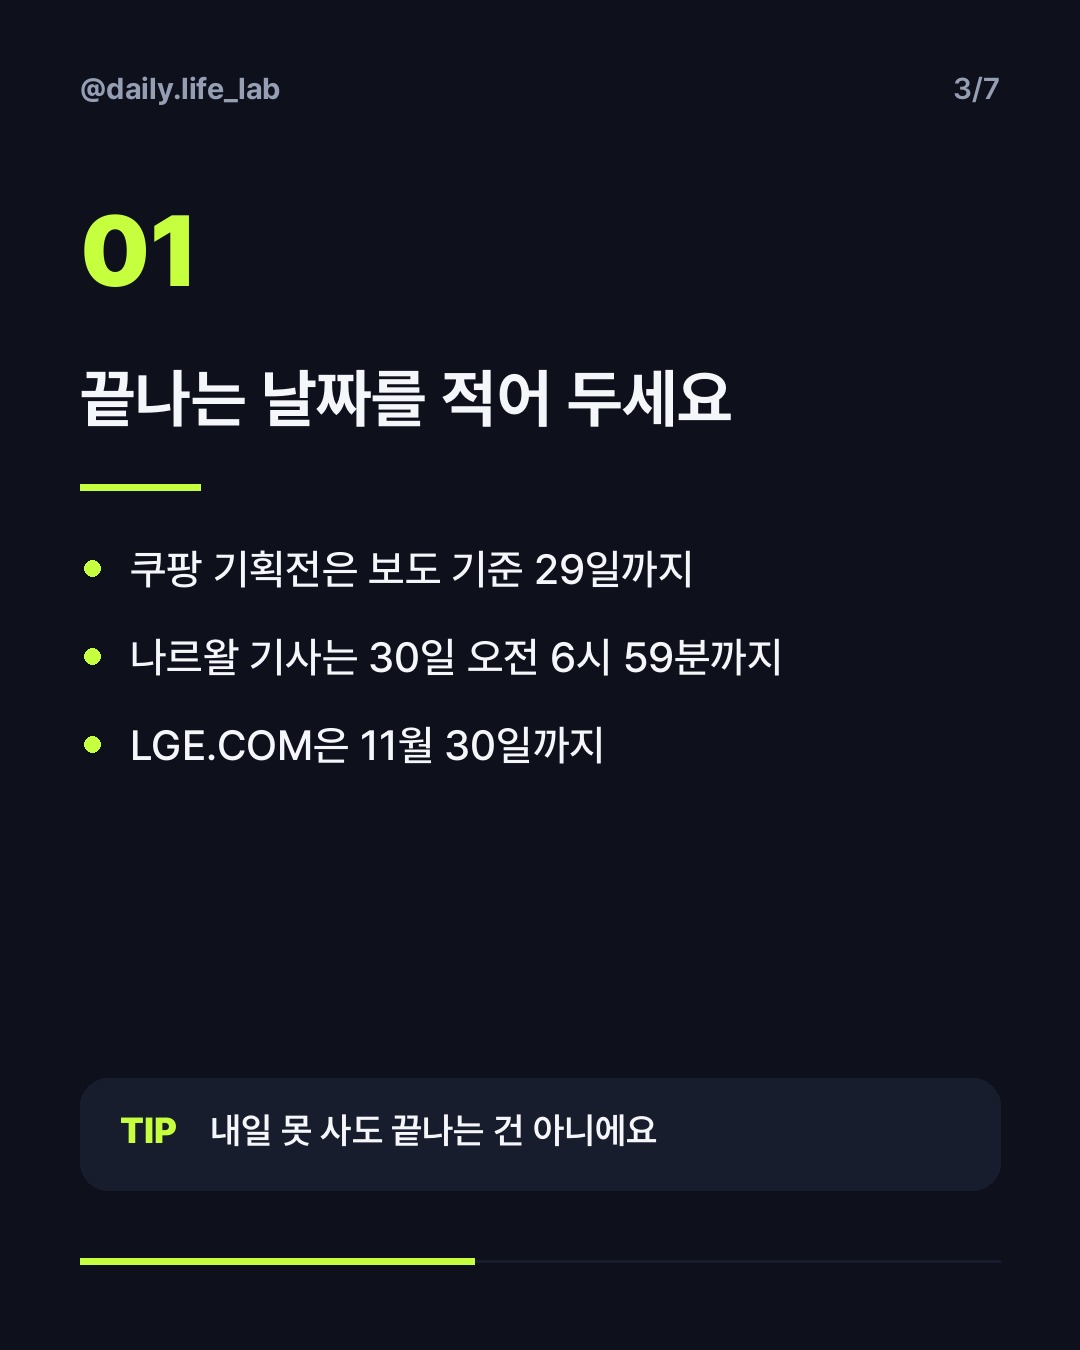 @daily.life_lab
3/7
01
끝나는 날짜를 적어 두세요
쿠팡 기획전은 보도 기준 29일까지
나르왈 기사는 30일 오전 6시 59분까지
LGE.COM은 11월 30일까지
TIP 내일 못 사도 끝나는 건 아니에요